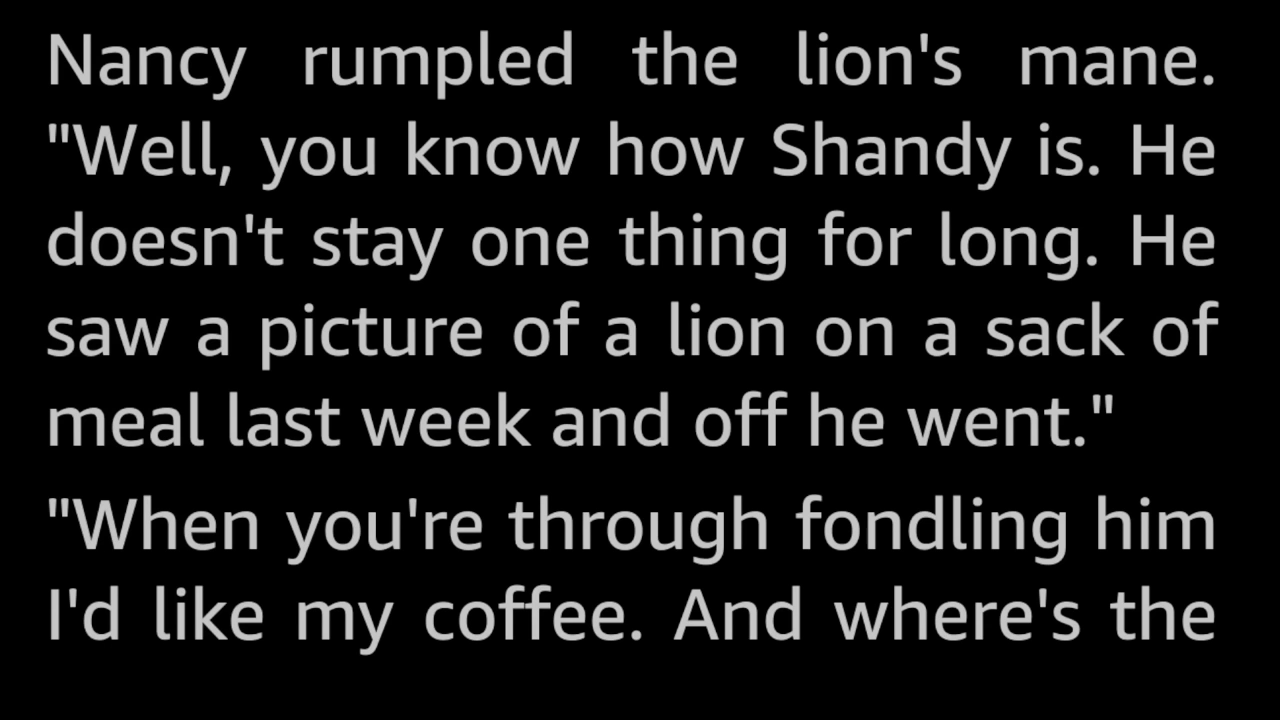 Nancy rumpled the lion's mane.
"Well, you know how Shandy is. He
doesn't stay one thing for long. He
saw a picture of a lion on a sack of
meal last week and off he went."
"When you're through fondling him
I'd like my coffee. And where's the